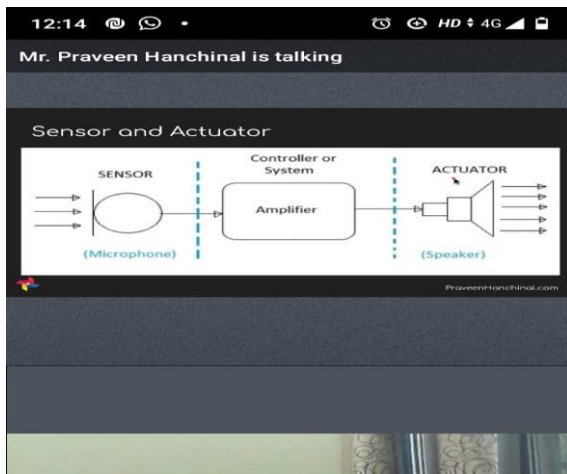 12:14 HD 4G
Mr. Praveen Hanchinal is talking
Sensor and Actuator
SENSOR
Controller or
System
ACTUATOR
Amplifier
(Microphone)
(Speaker)
PraveenHanchinal.com